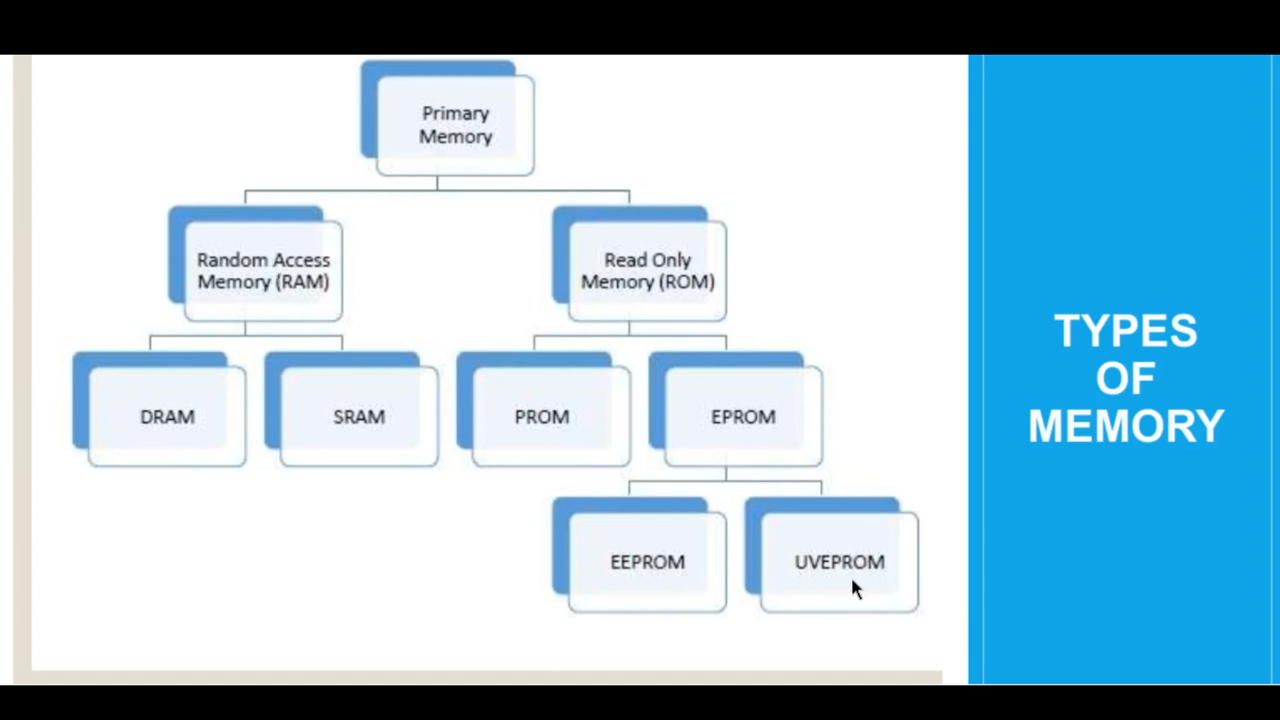 Primary
Memory
Random Access
Memory (RAM)
Read Only
Memory (ROM)
DRAM
SRAM
PROM
EPROM
EEPROM
UVEPROM
TYPES
OF
MEMORY